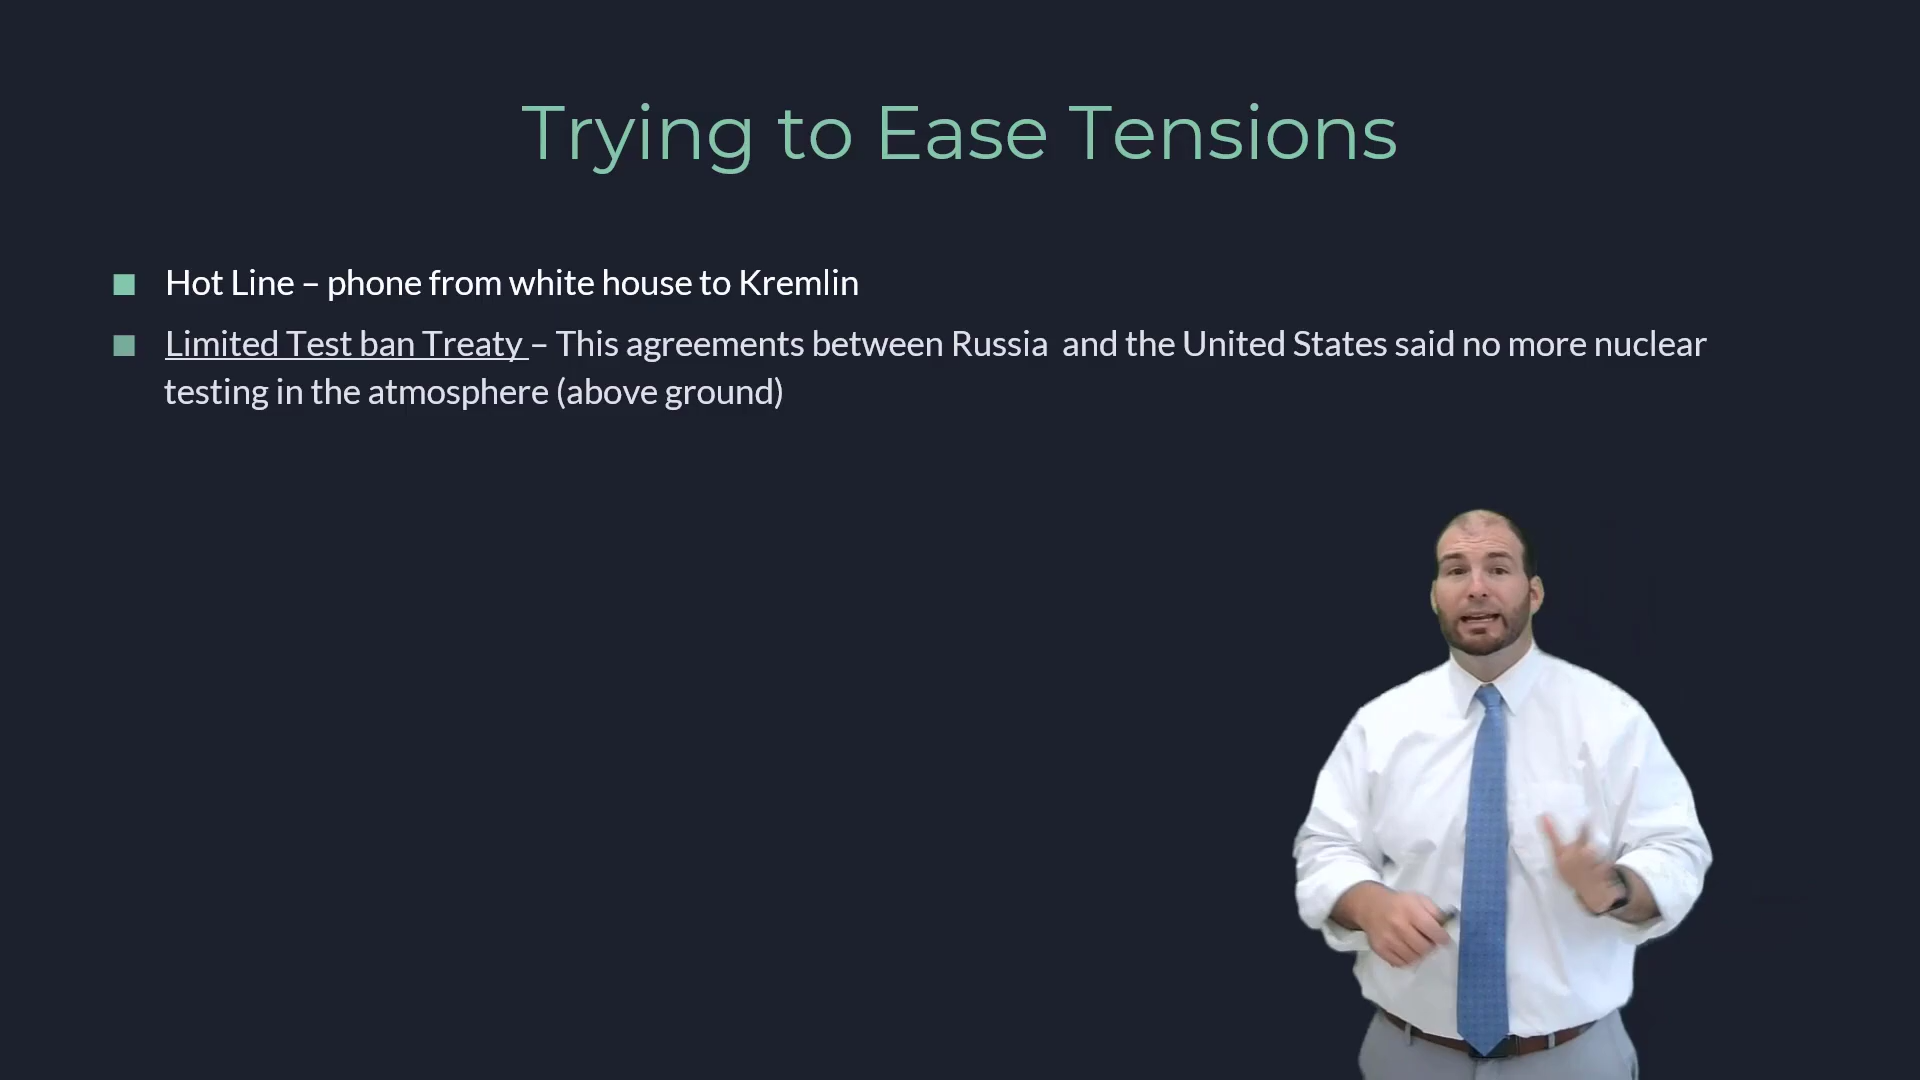 Trying to Ease Tensions
Hot Line – phone from white house to Kremlin
Limited Test ban Treaty – This agreements between Russia  and the United States said no more nuclear
testing in the atmosphere (above ground)